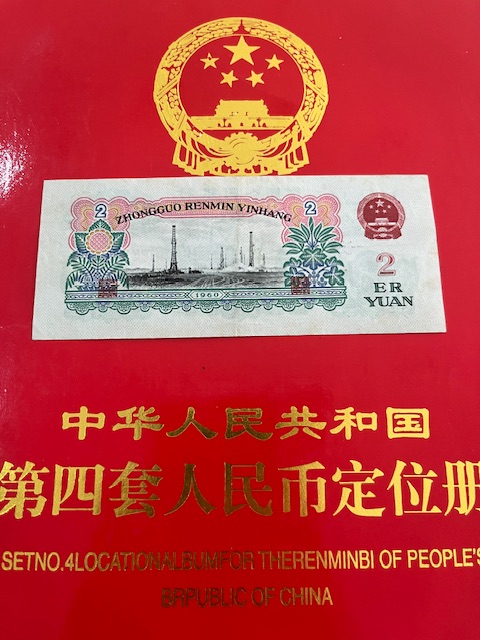 2
ZHONGGUO RENMIN YINHANG
2
2
ER
YUAN
1960
中华人民共和国
第四套人民币定位册
SETNO.4LOCATIONALBUMFOR THERENMINBI OF PEOPLE'S
BRPUBLIC OF CHINA